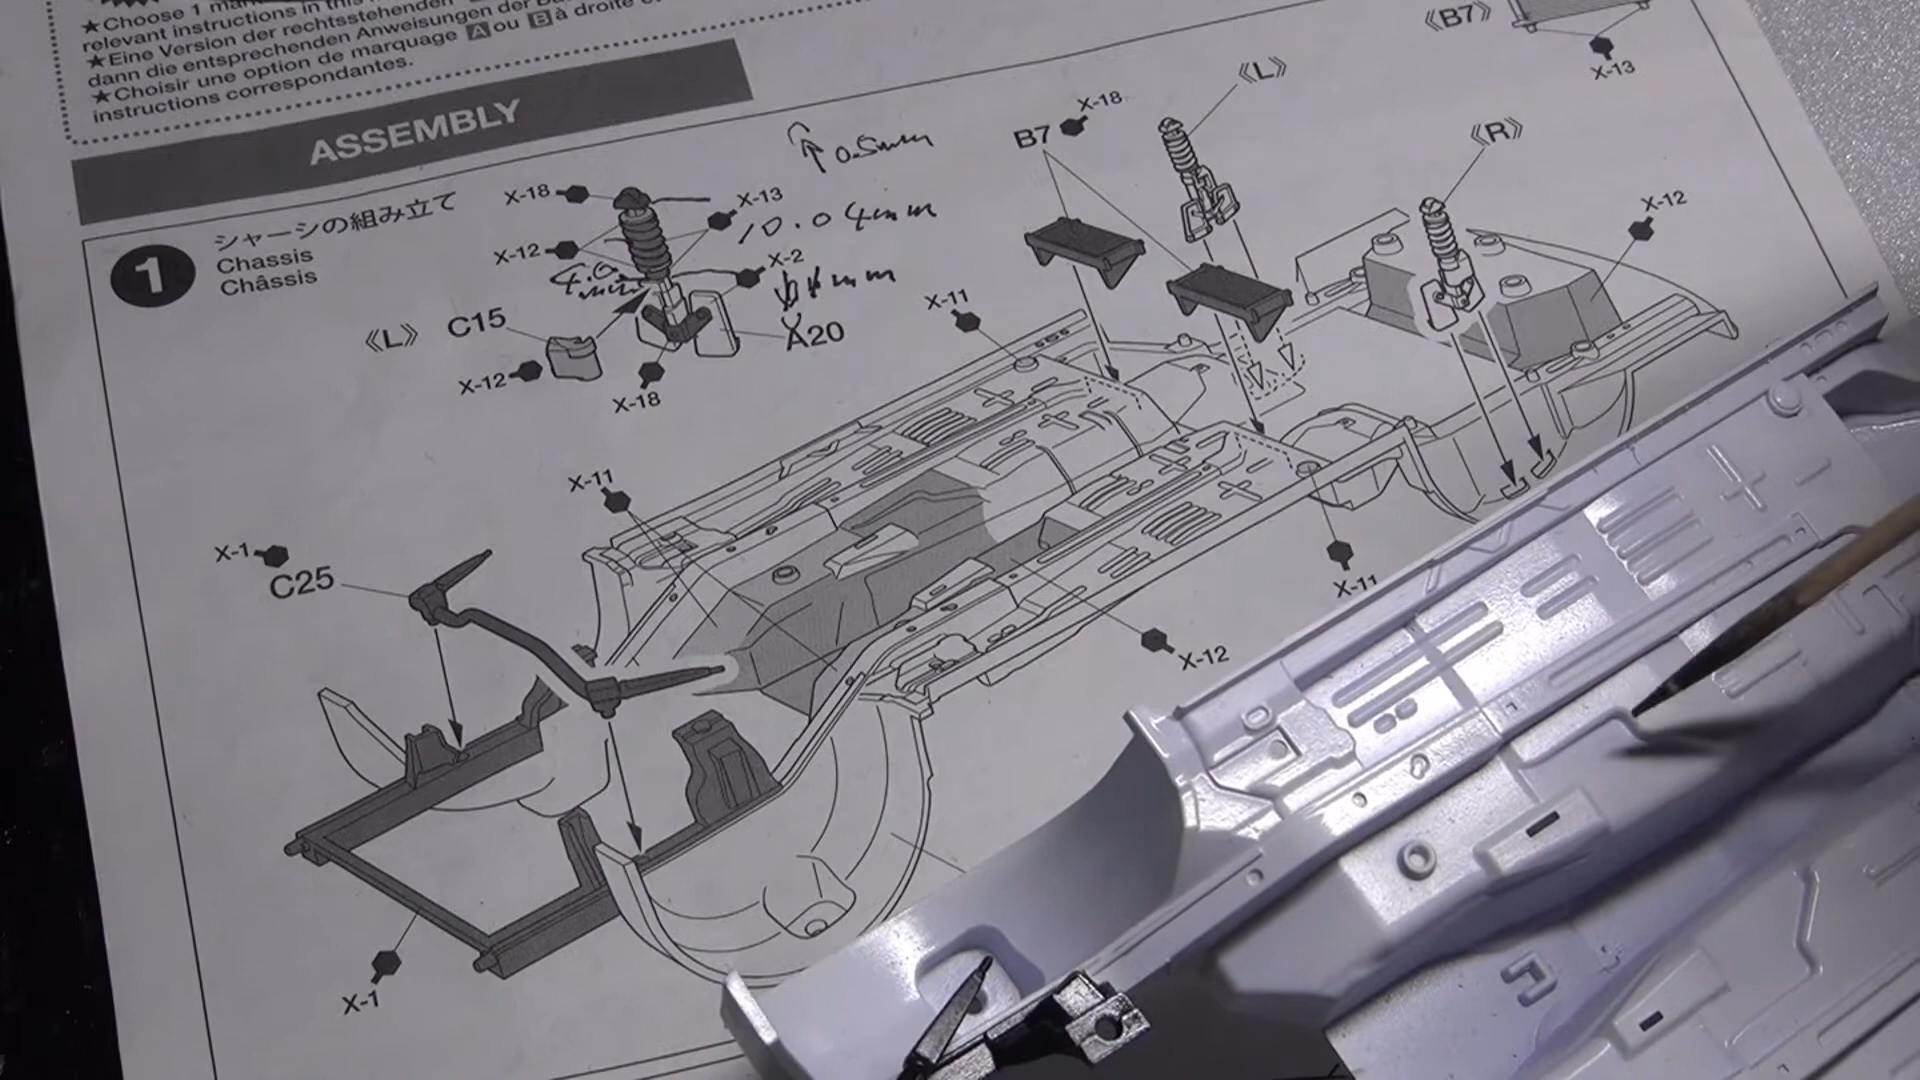 ★Choose 1
relevant instructions in this
★Eine Version der rechtsstehenden
dann die entsprechenden Anweisungen der
★Choisir une option de marquage A ou B à droite
instructions correspondantes.
ASSEMBLY
1
シャーシの組み立て
Chassis
Châssis
X-18
X-13
0.5mm
10.04mm
X-12
X-2
《L》
C15
A20
X-12
X-18
B7
X-18
《L》
《R》
《B7》
X-13
X-12
X-11
X-11
X-1
C25
X-11
X-12
X-1